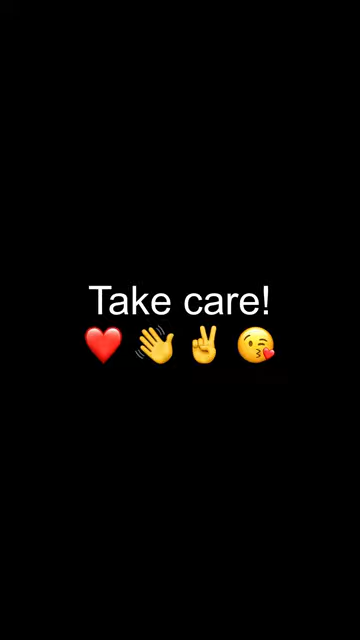 Take care!
❤️ 👋 ✌️ 😘